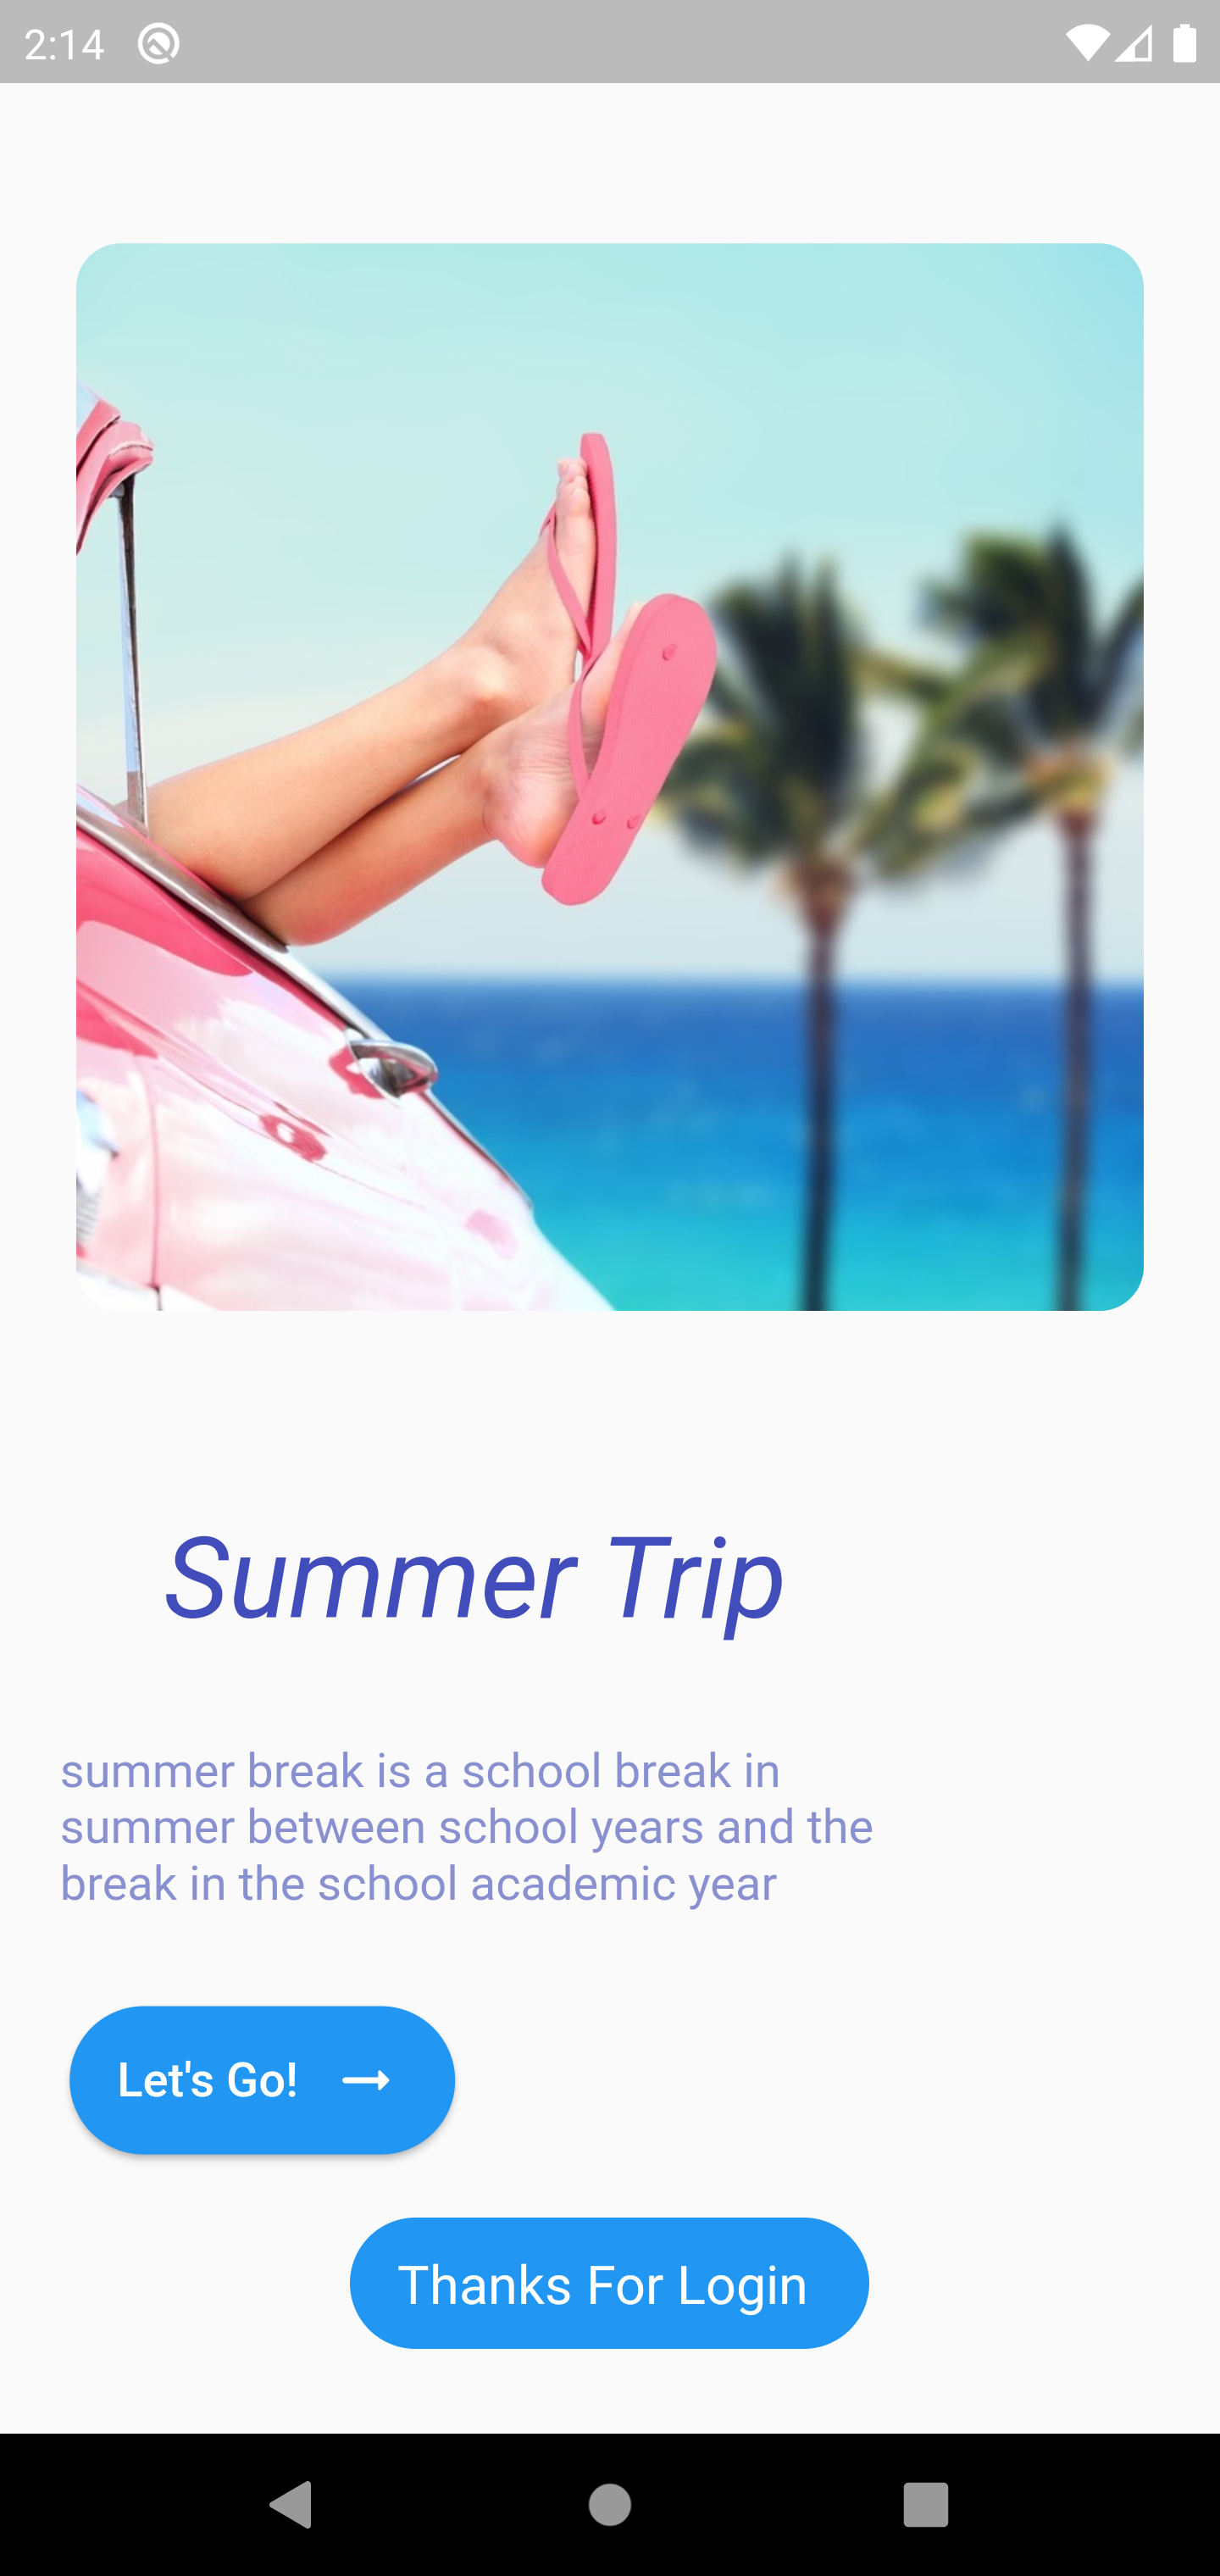 2:14
Summer Trip
summer break is a school break in
summer between school years and the
break in the school academic year
Let's Go!
Thanks For Login